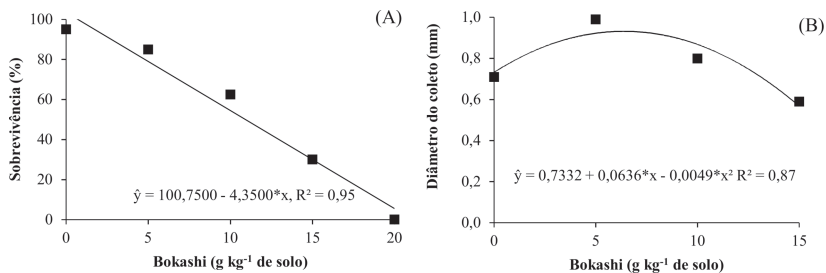 (A)
Sobrevivência (%)
100
80
60
40
20
0
ŷ = 100,7500 - 4,3500*x, R² = 0,95
0 5 10 15 20
Bokashi (g kg⁻¹ de solo)
(B)
Diâmetro do coleto (mm)
1,0
0,8
0,6
0,4
0,2
0,0
ŷ = 0,7332 + 0,0636*x - 0,0049*x² R² = 0,87
0 5 10 15
Bokashi (g kg⁻¹ de solo)